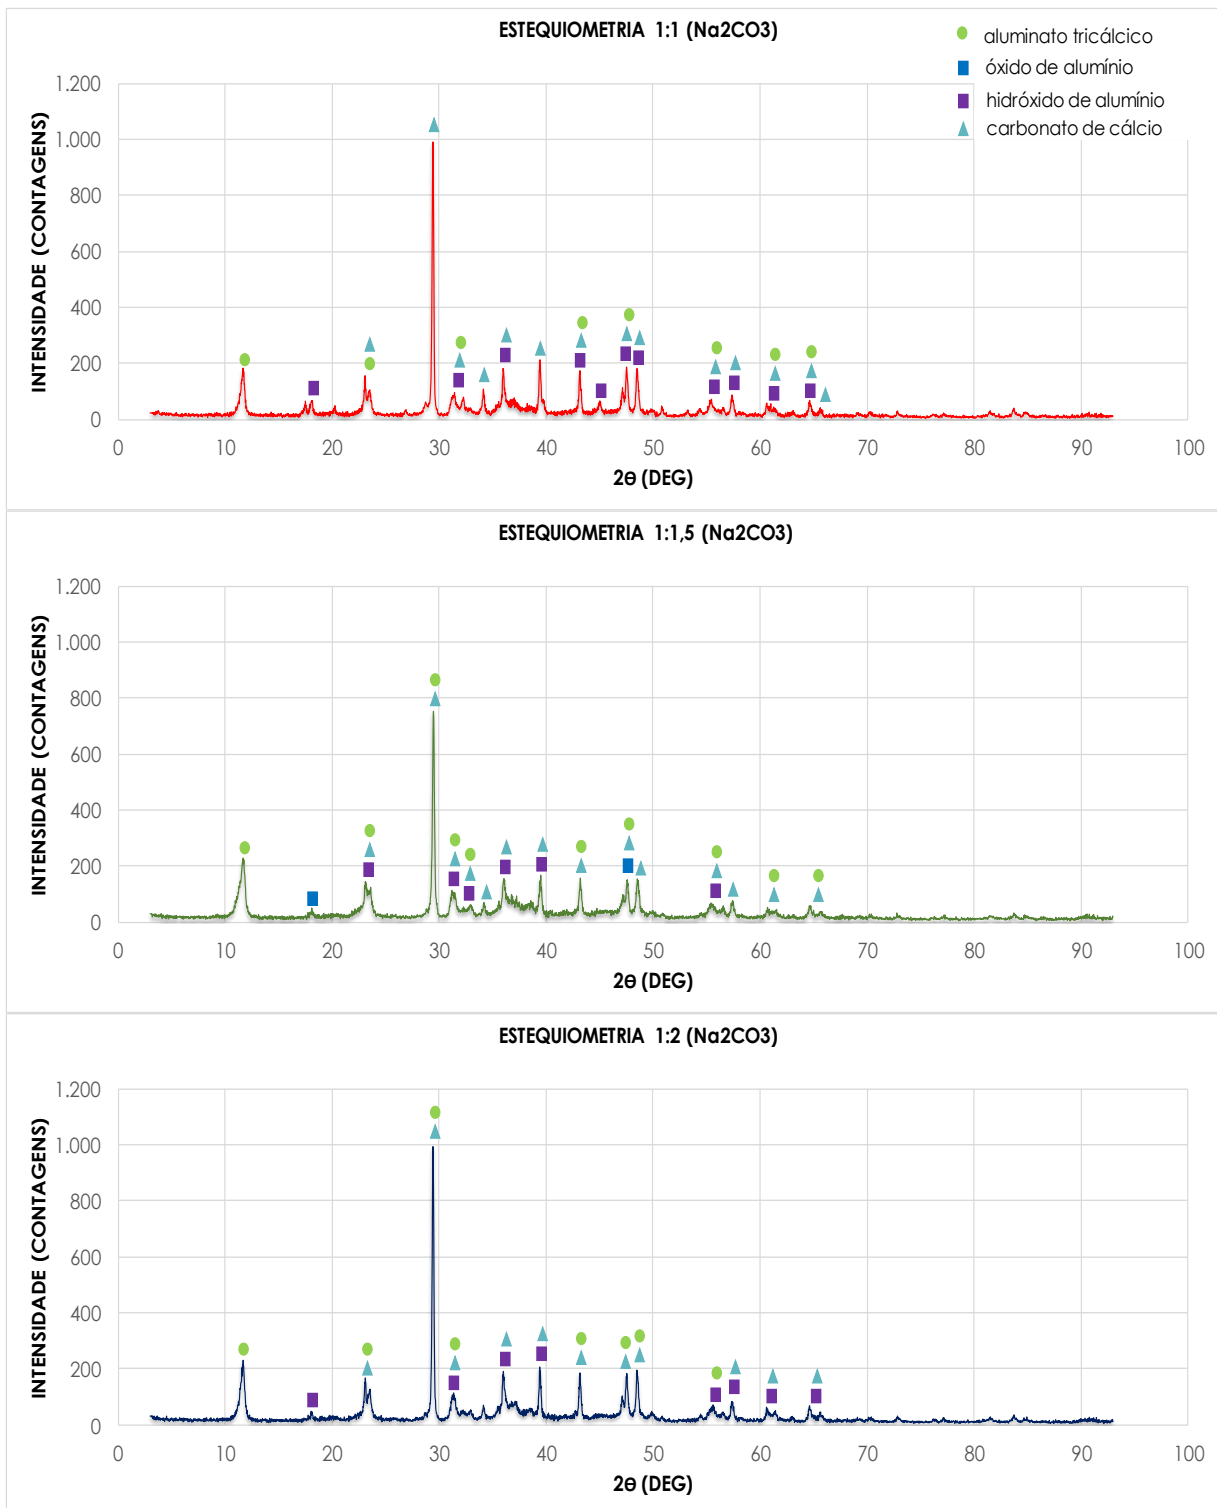 ESTEQUIOMETRIA 1:1 (Na2CO3)
aluminato tricálcico
óxido de alumínio
hidróxido de alumínio
carbonato de cálcio
INTENSIDADE (CONTAGENS)
1.200
1.000
800
600
400
200
0
0 10 20 30 40 50 60 70 80 90 100
2ɵ (DEG)
ESTEQUIOMETRIA 1:1,5 (Na2CO3)
INTENSIDADE (CONTAGENS)
1.200
1.000
800
600
400
200
0
0 10 20 30 40 50 60 70 80 90 100
2ɵ (DEG)
ESTEQUIOMETRIA 1:2 (Na2CO3)
INTENSIDADE (CONTAGENS)
1.200
1.000
800
600
400
200
0
0 10 20 30 40 50 60 70 80 90 100
2ɵ (DEG)